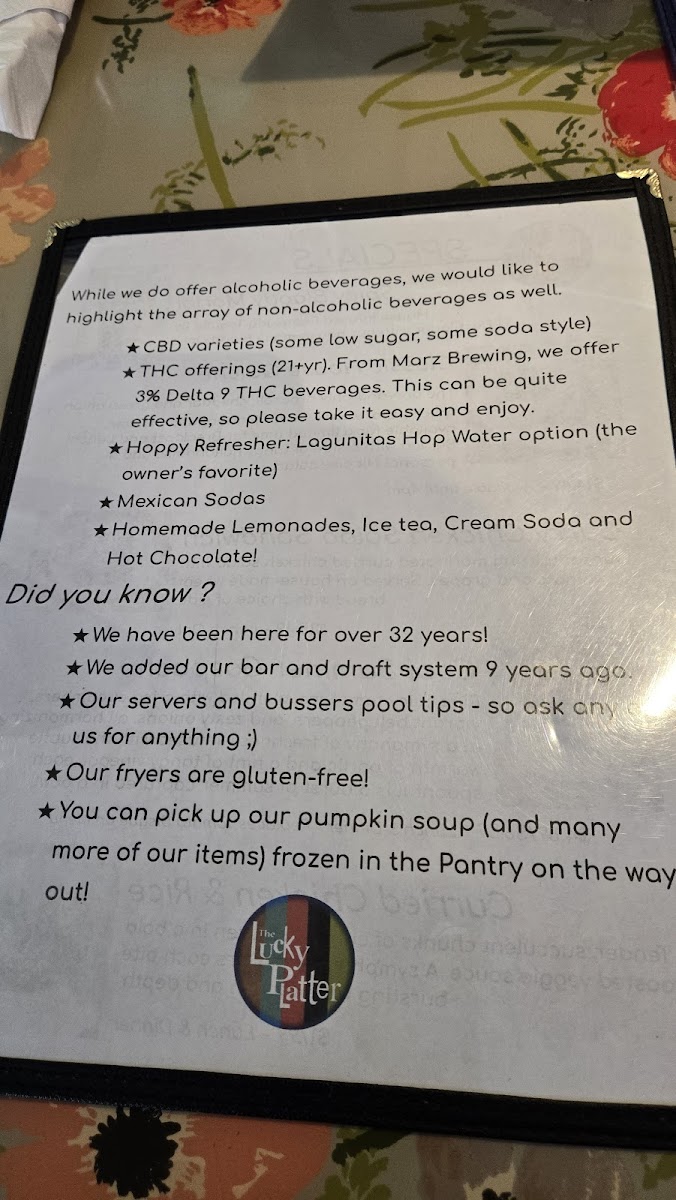 While we do offer alcoholic beverages, we would like to
highlight the array of non-alcoholic beverages as well.
★ CBD varieties (some low sugar, some soda style)
★ THC offerings (21+yr). From Marz Brewing, we offer
3% Delta 9 THC beverages. This can be quite
effective, so please take it easy and enjoy.
★ Hoppy Refresher: Lagunitas Hop Water option (the
owner's favorite)
★ Mexican Sodas
★ Homemade Lemonades, Ice tea, Cream Soda and
Hot Chocolate!
Did you know ?
★ We have been here for over 32 years!
★ We added our bar and draft system 9 years ago.
★ Our servers and bussers pool tips - so ask any
us for anything ;)
★ Our fryers are gluten-free!
★ You can pick up our pumpkin soup (and many
more of our items) frozen in the Pantry on the way
out!
The
Lucky
Platter
SPECIALS
Curried Chicken & Rice